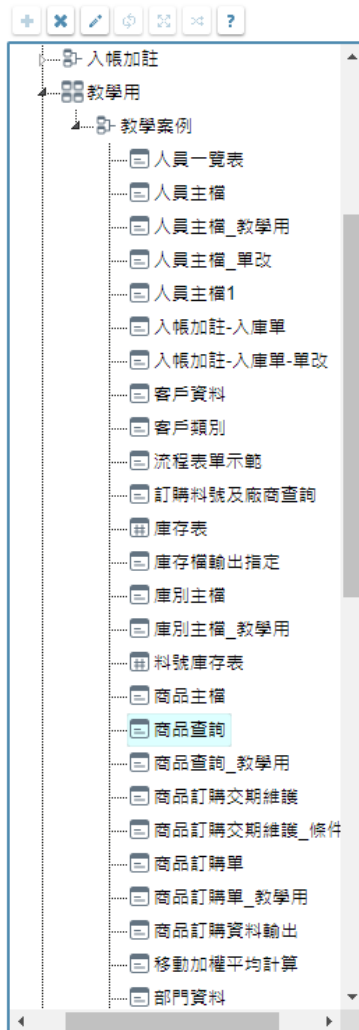 ?
入帳加註
教學用
教學案例
人員一覽表
人員主檔
人員主檔_教學用
人員主檔_單改
人員主檔1
入帳加註-入庫單
入帳加註-入庫單-單改
客戶資料
客戶類別
流程表單示範
訂購料號及廠商查詢
庫存表
庫存檔輸出指定
庫別主檔
庫別主檔_教學用
料號庫存表
商品主檔
商品查詢
商品查詢_教學用
商品訂購交期維護
商品訂購交期維護_條件
商品訂購單
商品訂購單_教學用
商品訂購資料輸出
移動加權平均計算
部門資料